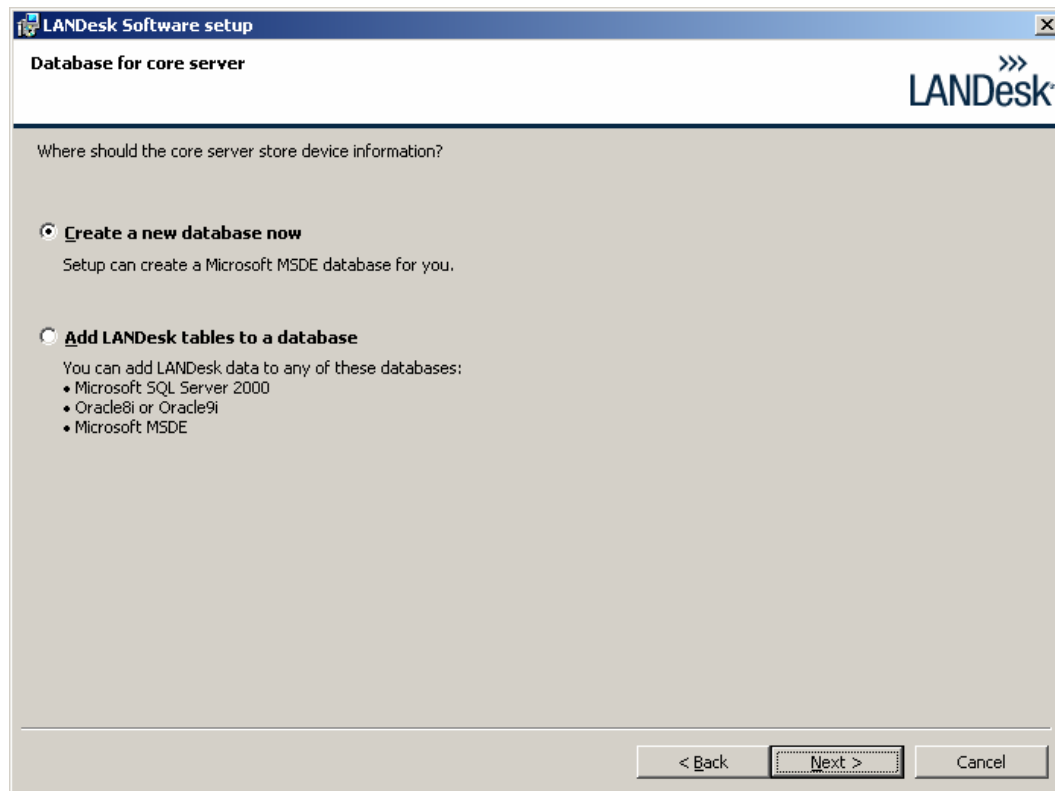 LANDesk Software setup
Database for core server
LANDesk
Where should the core server store device information?
Create a new database now
Setup can create a Microsoft MSDE database for you.
Add LANDesk tables to a database
You can add LANDesk data to any of these databases:
• Microsoft SQL Server 2000
• Oracle8i or Oracle9i
• Microsoft MSDE
< Back
Next >
Cancel